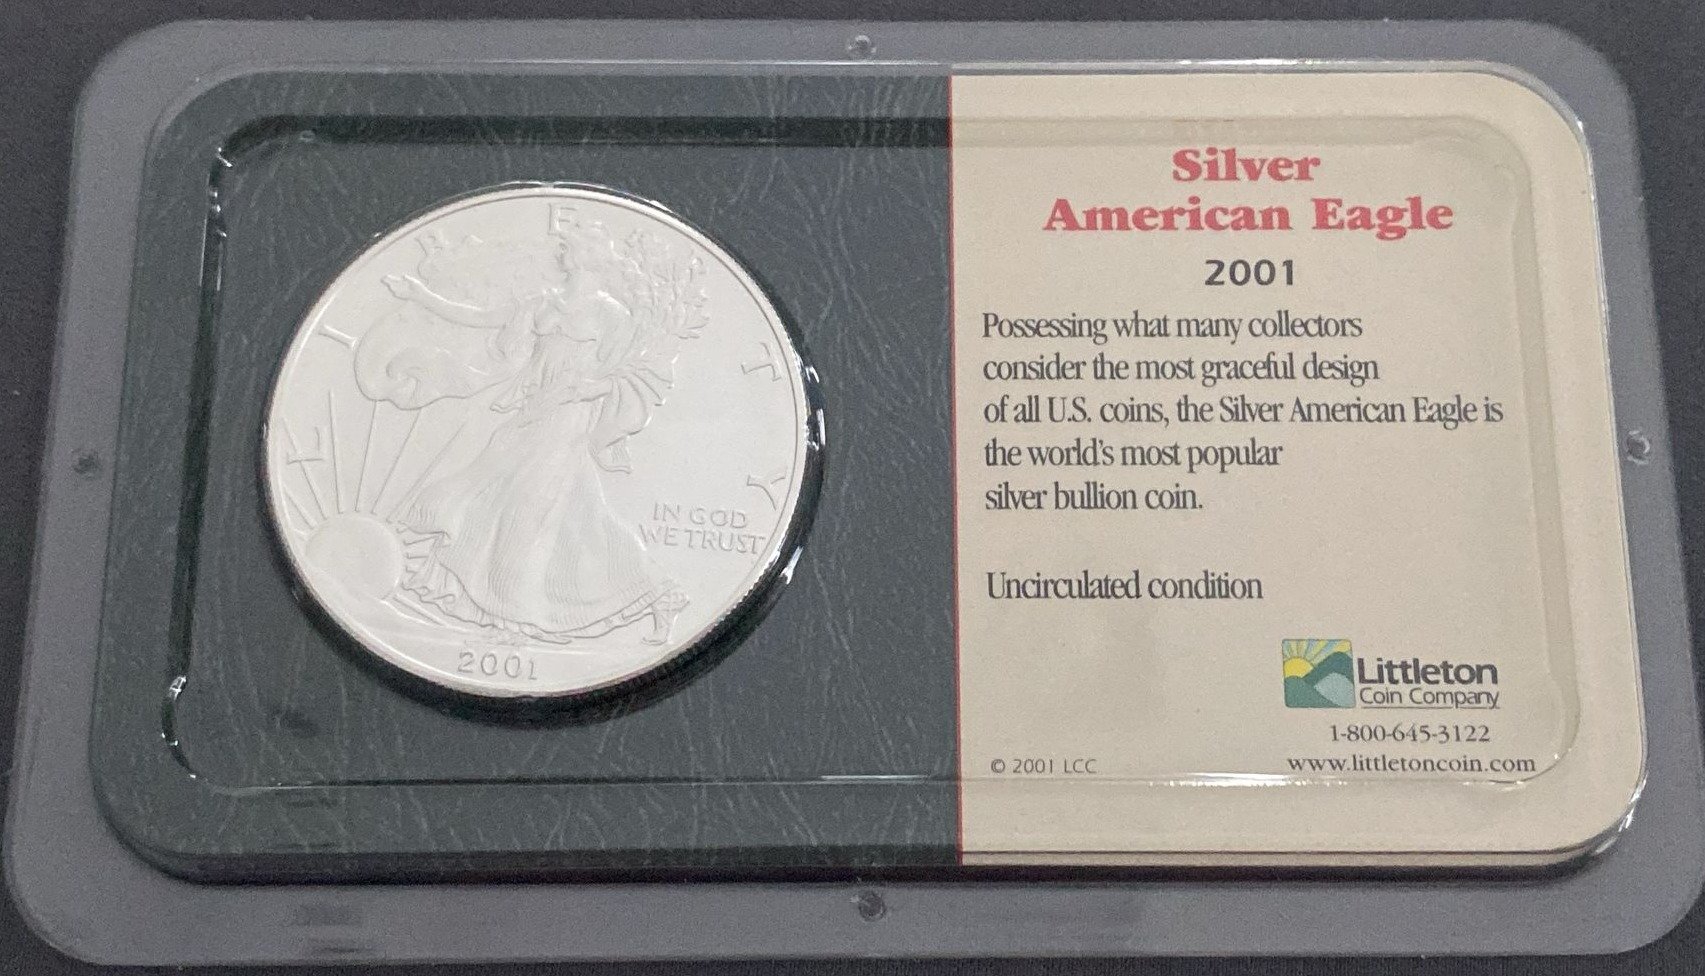 LIBERTY
IN GOD
WE TRUST
2001
Silver
American Eagle
2001
Possessing what many collectors
consider the most graceful design
of all U.S. coins, the Silver American Eagle is
the world's most popular
silver bullion coin.
Uncirculated condition
Littleton
Coin Company
1-800-645-3122
© 2001 LCC
www.littletoncoin.com